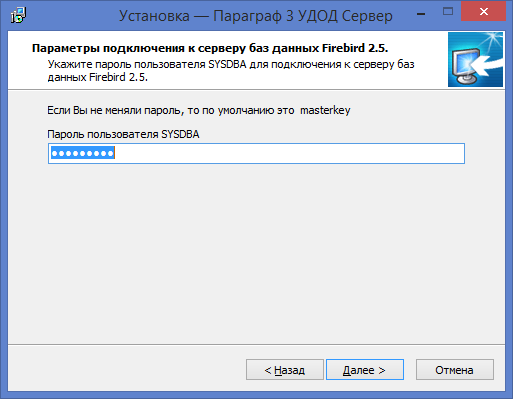 Установка — Параграф 3 УДОД Сервер
Параметры подключения к серверу баз данных Firebird 2.5.
Укажите пароль пользователя SYSDBA для подключения к серверу баз
данных Firebird 2.5.
Если Вы не меняли пароль, то по умолчанию это masterkey
Пароль пользователя SYSDBA
●●●●●●●●●
< Назад
Далее >
Отмена